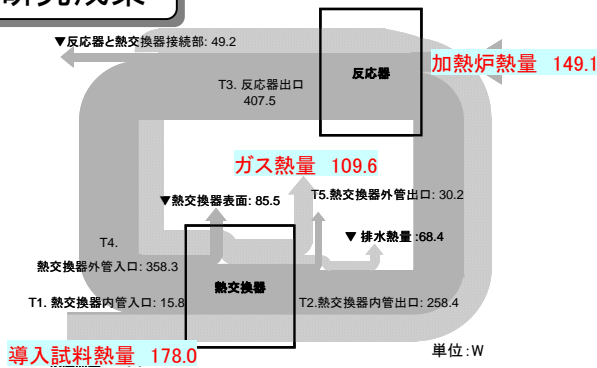 研究成果
▼反応器と熱交換器接続部: 49.2
反応器
加熱炉熱量 149.1
T3. 反応器出口
407.5
ガス熱量 109.6
▼熱交換器表面: 85.5
T5.熱交換器外管出口: 30.2
▼ 排水熱量 :68.4
T4.
熱交換器外管入口: 358.3
熱交換器
T1. 熱交換器内管入口: 15.8
T2.熱交換器内管出口: 258.4
単位:W
導入試料熱量 178.0